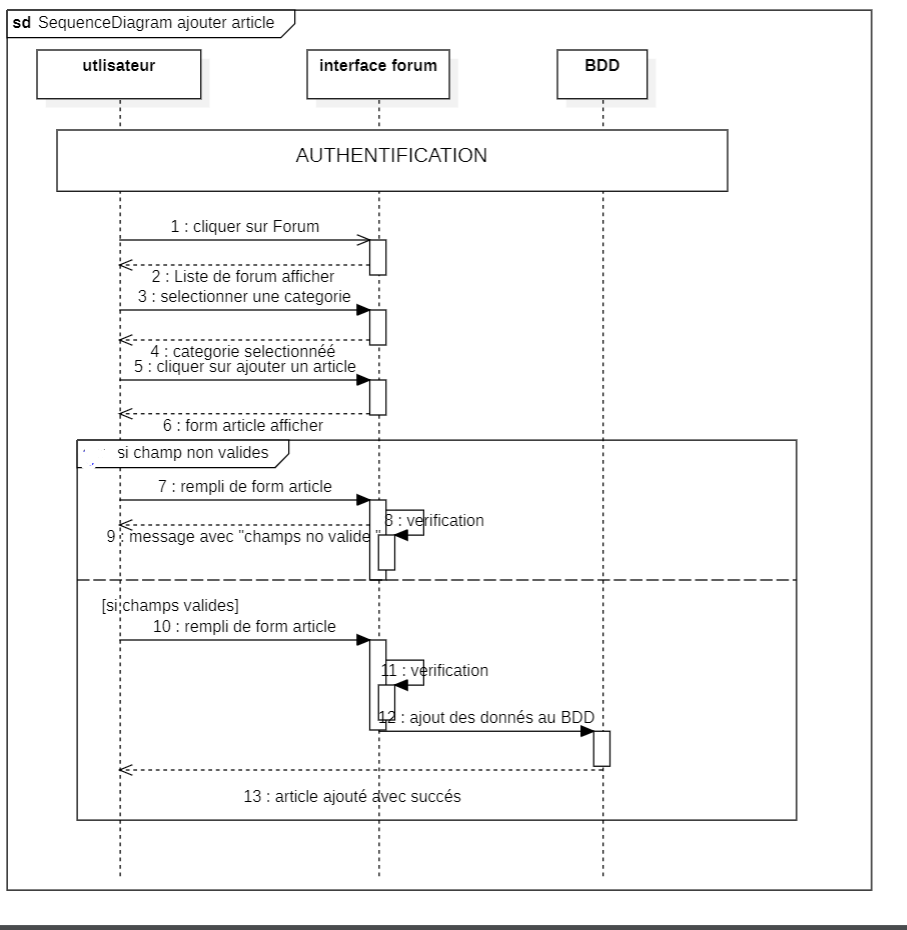 sd SequenceDiagram ajouter article
utlisateur
interface forum
BDD
AUTHENTIFICATION
1 : cliquer sur Forum
2 : Liste de forum afficher
3 : selectionner une categorie
4 : categorie selectionnéé
5 : cliquer sur ajouter un article
6 : form article afficher
si champ non valides
7 : rempli de form article
8 : verification
9 : message avec "champs no valide "
[si champs valides]
10 : rempli de form article
11 : verification
12 : ajout des donnés au BDD
13 : article ajouté avec succés